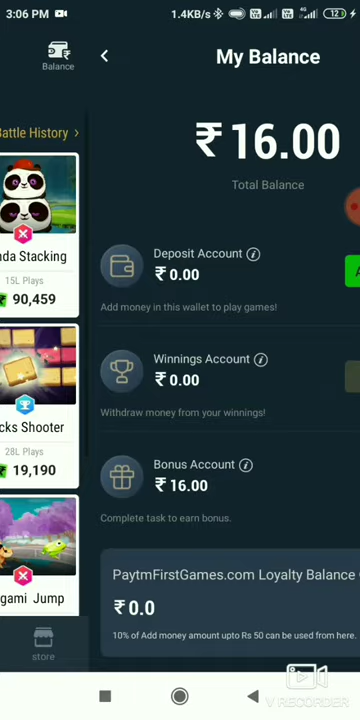 3:06 PM
1.4KB/s
12
Balance
My Balance
₹16.00
Total Balance
Battle History >
nda Stacking
15L Plays
90,459
Deposit Account
₹0.00
Add money in this wallet to play games!
A
Winnings Account
₹0.00
Withdraw money from your winnings!
cks Shooter
28L Plays
19,190
Bonus Account
₹16.00
Complete task to earn bonus.
gami Jump
PaytmFirstGames.com Loyalty Balance
₹0.0
10% of Add money amount upto Rs 50 can be used from here.
store
V RECORDER